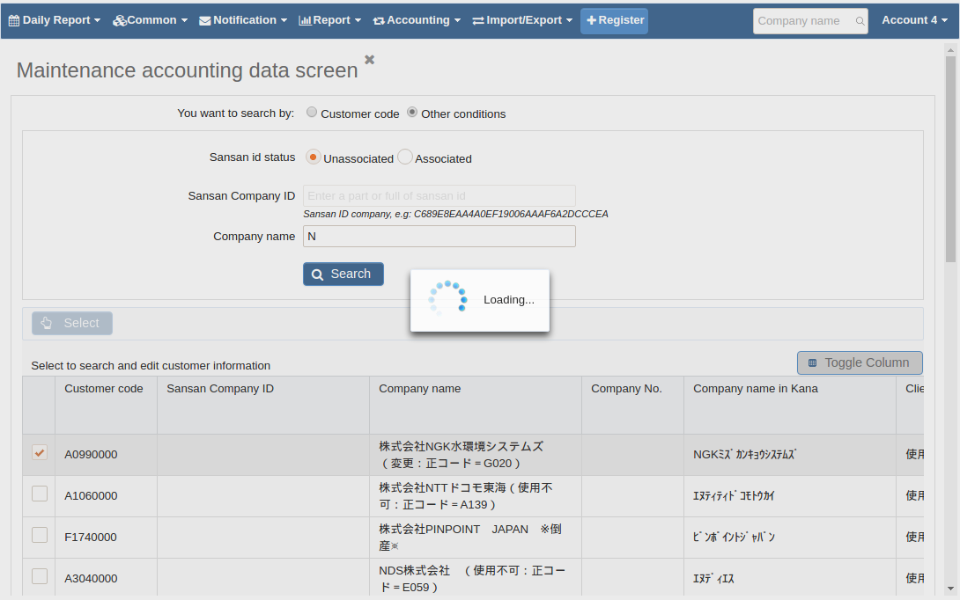 Daily Report Common Notification Report Accounting Import/Export Register Company name Account 4
Maintenance accounting data screen
You want to search by: Customer code Other conditions
Sansan id status Unassociated Associated
Sansan Company ID Enter a part or full of sansan id
Sansan ID company, e.g: C689E8EAA4A0EF19006AAAF6A2DCCCEA
Company name N
Search
Loading...
Select
Select to search and edit customer information Toggle Column
Customer code Sansan Company ID Company name Company No. Company name in Kana Clie
株式会社NGK水環境システムズ
A0990000 NGKﾐｽﾞｶﾝｷｮｳｼｽﾃﾑｽﾞ 使用
（変更：正コード＝G020）
株式会社NTTドコモ東海（使用不
A1060000 ｴﾇﾃｨﾃｨﾄﾞｺﾓﾄｳｶｲ 使用
可：正コード＝A139）
株式会社PINPOINT JAPAN ※倒
F1740000 ﾋﾟﾝﾎﾟｲﾝﾄｼﾞｬﾊﾟﾝ 使用
産※
NDS株式会社 （使用不可：正コー
A3040000 ｴﾇﾃﾞｨｴｽ 使用
ド＝E059）